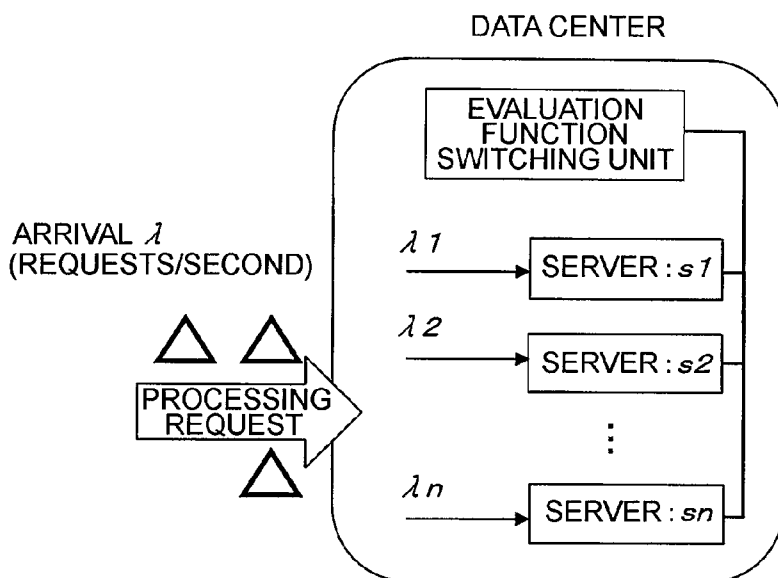 DATA CENTER
EVALUATION
FUNCTION
SWITCHING UNIT
ARRIVAL λ
(REQUESTS/SECOND)
λ1
SERVER : s1
λ2
SERVER : s2
PROCESSING
REQUEST
⋮
λn
SERVER : sn